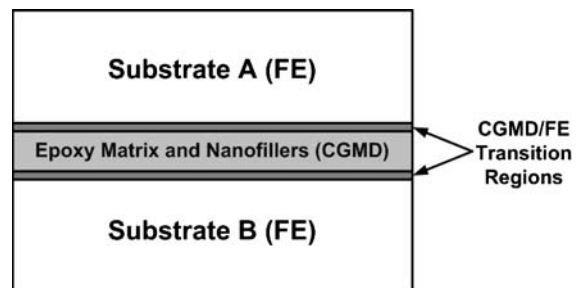 Substrate A (FE)
Epoxy Matrix and Nanofillers (CGMD)
CGMD/FE
Transition
Regions
Substrate B (FE)